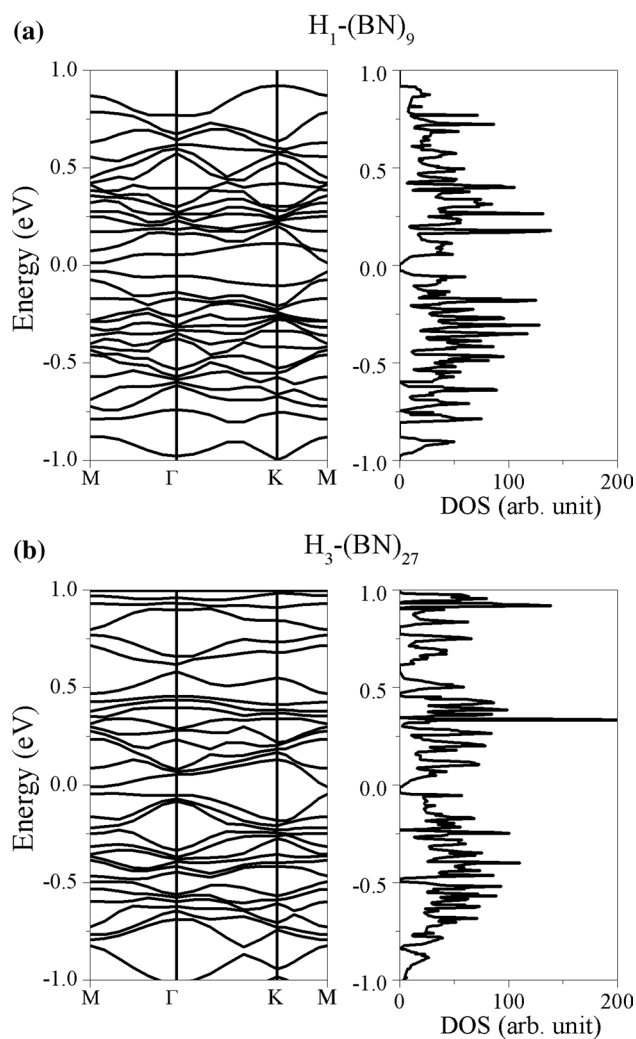 (a) H₁-(BN)₉
1.0 1.0
0.5 0.5
Energy (eV)
0.0 0.0
-0.5 -0.5
-1.0 -1.0
M Γ K M 0 100 200
DOS (arb. unit)
(b) H₃-(BN)₂₇
1.0 1.0
0.5 0.5
Energy (eV)
0.0 0.0
-0.5 -0.5
-1.0 -1.0
M Γ K M 0 100 200
DOS (arb. unit)